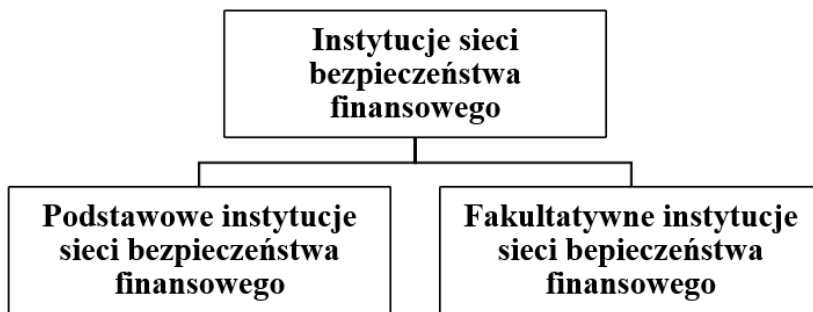 Instytucje sieci
bezpieczeństwa
finansowego
Podstawowe instytucje
sieci bezpieczeństwa
finansowego
Fakultatywne instytucje
sieci bepieczeństwa
finansowego